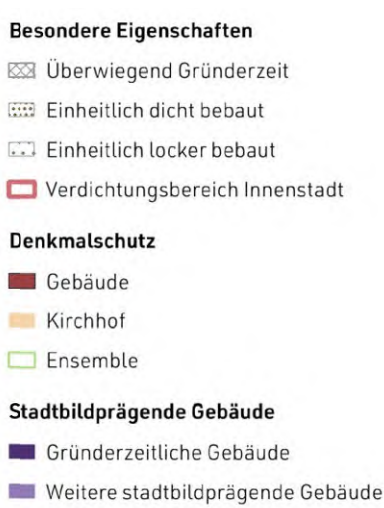 Besondere Eigenschaften
Überwiegend Gründerzeit
Einheitlich dicht bebaut
Einheitlich locker bebaut
Verdichtungsbereich Innenstadt
Denkmalschutz
Gebäude
Kirchhof
Ensemble
Stadtbildprägende Gebäude
Gründerzeitliche Gebäude
Weitere stadtbildprägende Gebäude